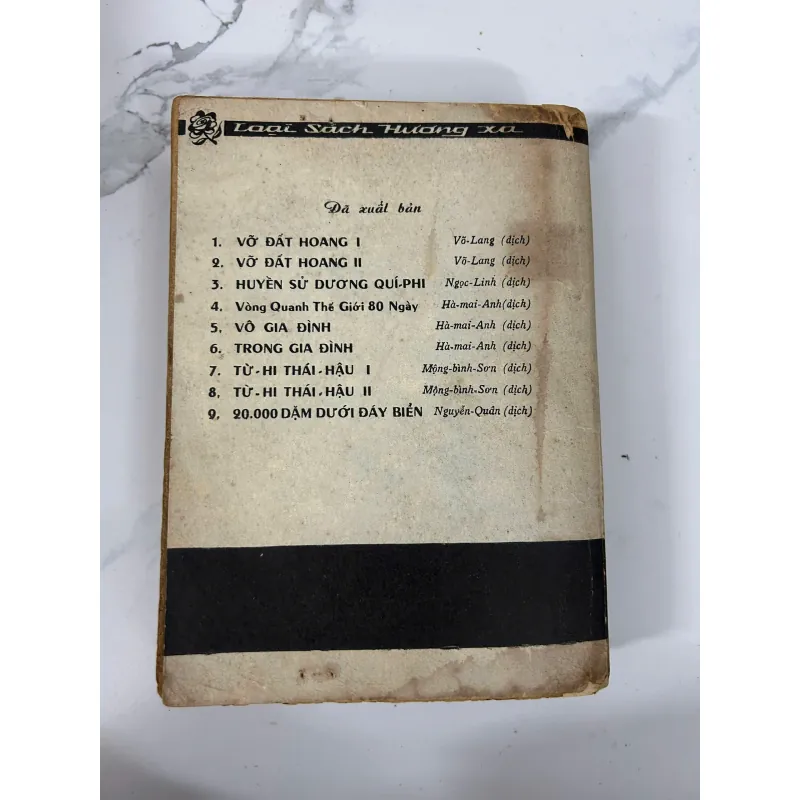 Loại Sách Hương xa
Đã xuất bản
1. VỠ ĐẤT HOANG I Võ-Lang (dịch)
2. VỠ ĐẤT HOANG II Võ-Lang (dịch)
3. HUYỀN SỬ DƯƠNG QUÍ-PHI Ngọc-Linh (dịch)
4. Vòng Quanh Thế Giới 80 Ngày Hà-mai-Anh (dịch)
5. VÔ GIA ĐÌNH Hà-mai-Anh (dịch)
6. TRONG GIA ĐÌNH Hà-mai-Anh (dịch)
7. TỪ-HI THÁI-HẬU I Mộng-bình-Sơn (dịch)
8. TỪ-HI THÁI-HẬU II Mộng-bình-Sơn (dịch)
9. 20.000 DẶM DƯỚI ĐÁY BIỂN Nguyễn-Quân (dịch)